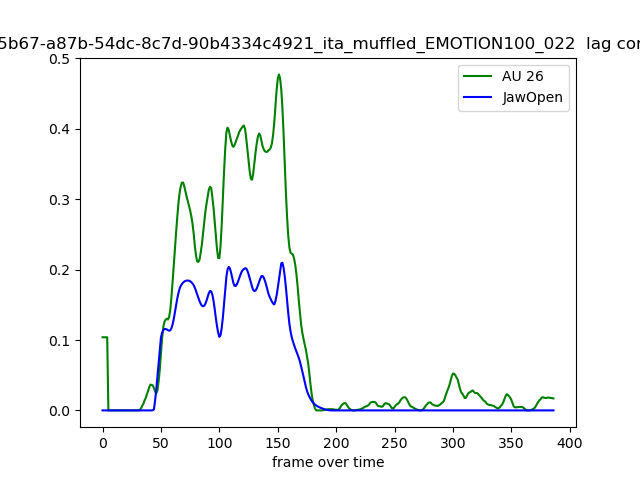 5b67-a87b-54dc-8c7d-90b4334c4921_ita_muffled_EMOTION100_022 lag cor
AU 26
JawOpen
0.5
0.4
0.3
0.2
0.1
0.0
0 50 100 150 200 250 300 350 400
frame over time